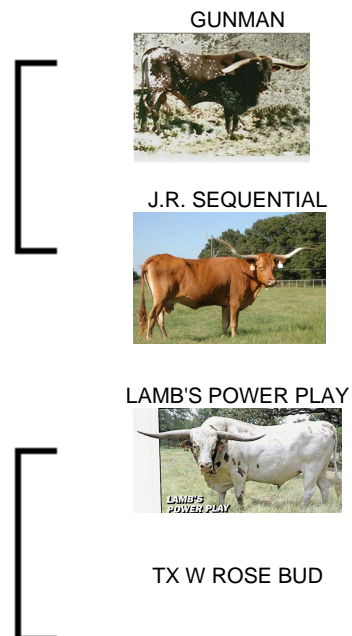 GUNMAN
J.R. SEQUENTIAL
LAMB'S POWER PLAY
LAMB'S
POWER PLAY
TX W ROSE BUD